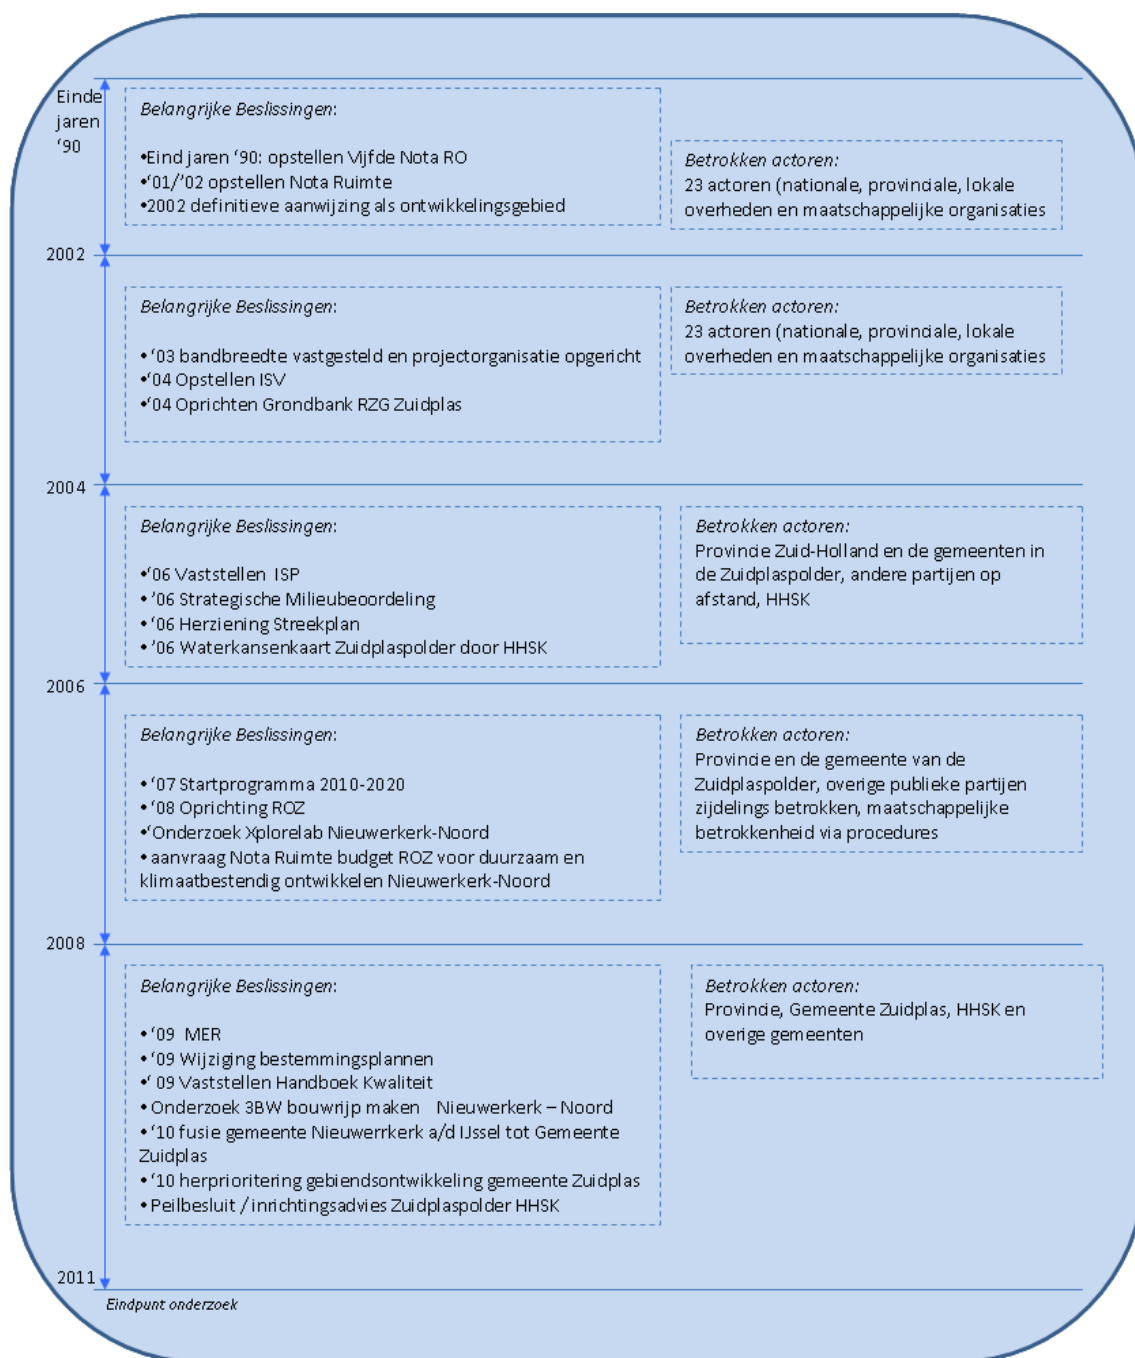 Einde
jaren
‘90
Belangrijke Beslissingen:
•Eind jaren ‘90: opstellen Vijfde Nota RO
•‘01/’02 opstellen Nota Ruimte
•2002 definitieve aanwijzing als ontwikkelingsgebied
Betrokken actoren:
23 actoren (nationale, provinciale, lokale
overheden en maatschappelijke organisaties
2002
Belangrijke Beslissingen:
•‘03 bandbreedte vastgesteld en projectorganisatie opgericht
•‘04 Opstellen ISV
•‘04 Oprichten Grondbank RZG Zuidplas
Betrokken actoren:
23 actoren (nationale, provinciale, lokale
overheden en maatschappelijke organisaties
2004
Belangrijke Beslissingen:
•‘06 Vaststellen ISP
•’06 Strategische Milieubeoordeling
•‘06 Herziening Streekplan
•’06 Waterkansenkaart Zuidplaspolder door HHSK
Betrokken actoren:
Provincie Zuid-Holland en de gemeenten in
de Zuidplaspolder, andere partijen op
afstand, HHSK
2006
Belangrijke Beslissingen:
•‘07 Startprogramma 2010-2020
•‘08 Oprichting ROZ
•‘Onderzoek Xplorelab Nieuwerkerk-Noord
• aanvraag Nota Ruimte budget ROZ voor duurzaam en
klimaatbestendig ontwikkelen Nieuwerkerk-Noord
Betrokken actoren:
Provincie en de gemeente van de
Zuidplaspolder, overige publieke partijen
zijdelings betrokken, maatschappelijke
betrokkenheid via procedures
2008
Belangrijke Beslissingen:
•‘09 MER
•‘09 Wijziging bestemmingsplannen
•‘ 09 Vaststellen Handboek Kwaliteit
•Onderzoek 3BW bouwrijp maken Nieuwerkerk – Noord
•‘10 fusie gemeente Nieuwerrkerk a/d IJssel tot Gemeente
Zuidplas
•‘10 herprioritering gebiendsontwikkeling gemeente Zuidplas
•Peilbesluit / inrichtingsadvies Zuidplaspolder HHSK
Betrokken actoren:
Provincie, Gemeente Zuidplas, HHSK en
overige gemeenten
2011
Eindpunt onderzoek